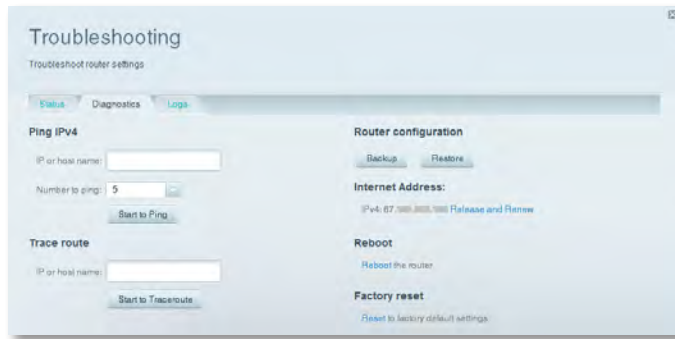 Troubleshooting
Troubleshoot router settings
Status
Diagnostics
Logs
Ping IPv4
IP or host name:
Number to ping: 5
Start to Ping
Trace route
IP or host name:
Start to Traceroute
Router configuration
Backup
Restore
Internet Address:
IPv4: 67. Release and Renew
Reboot
Reboot the router
Factory reset
Reset to factory default settings